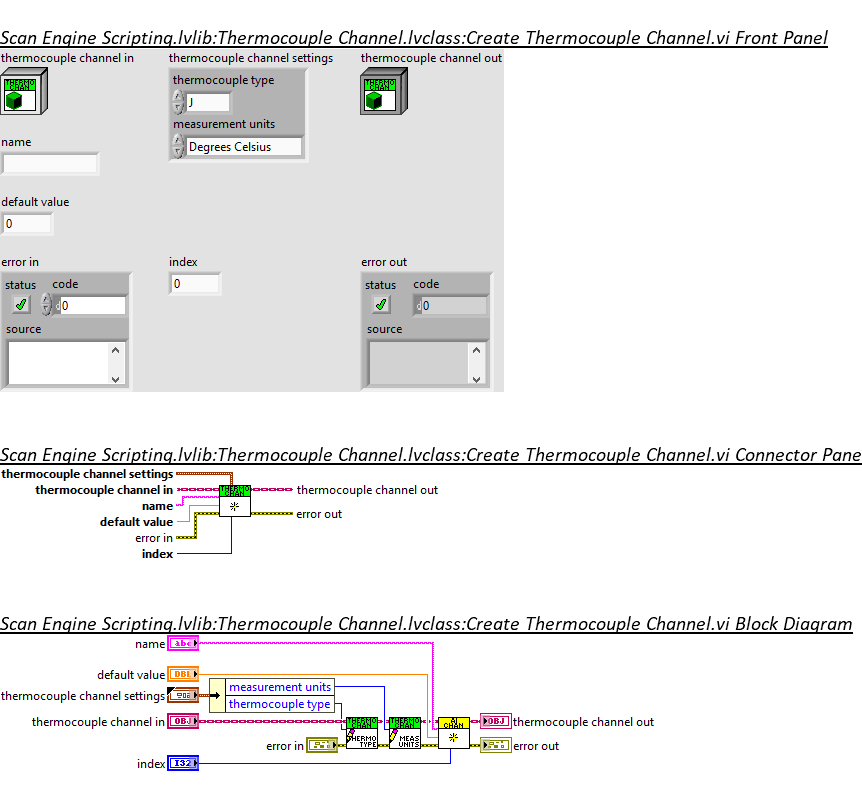 Scan Engine Scripting.lvlib:Thermocouple Channel.lvclass:Create Thermocouple Channel.vi Front Panel
thermocouple channel in
thermocouple channel settings
thermocouple channel out
THERMO
CHAN
thermocouple type
J
measurement units
Degrees Celsius
THERMO
CHAN
name
default value
0
error in
status
code
d 0
source
index
0
error out
status
code
d 0
source
Scan Engine Scripting.lvlib:Thermocouple Channel.lvclass:Create Thermocouple Channel.vi Connector Pane
thermocouple channel settings
thermocouple channel in
name
default value
error in
index
THERMO
CHAN
thermocouple channel out
error out
Scan Engine Scripting.lvlib:Thermocouple Channel.lvclass:Create Thermocouple Channel.vi Block Diagram
name
abc
default value
DBL
thermocouple channel settings
measurement units
thermocouple type
thermocouple channel in
OBJ
THERMO
CHAN
THERMO
TYPE
THERMO
CHAN
MEAS
UNITS
AI
CHAN
OBJ
thermocouple channel out
error in
error out
index
I32